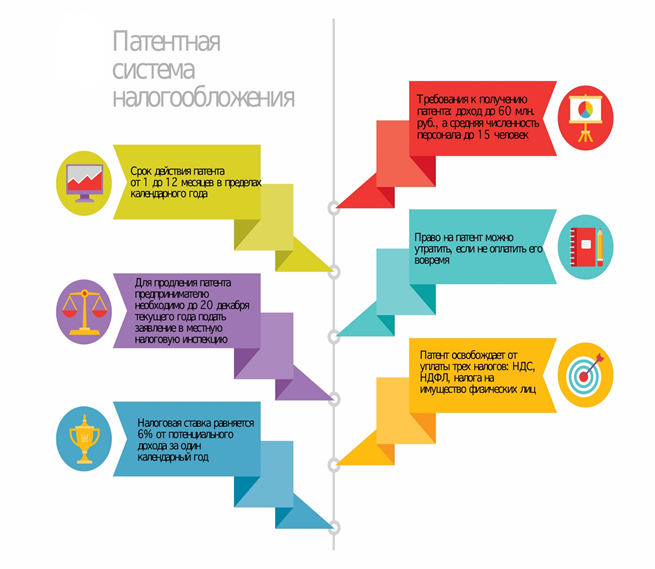 Патентная
система
налогообложения
Требования к получению
патента: доход до 60 млн.
руб., а средняя численность
персонала до 15 человек
Срок действия патента
от 1 до 12 месяцев в пределах
календарного года
Право на патент можно
утратить, если не оплатить его
вовремя
Для продления патента
предпринимателю
необходимо до 20 декабря
текущего года подать
заявление в местную
налоговую инспекцию
Патент освобождает от
уплаты трех налогов: НДС,
НДФЛ, налога на
имущество физических лиц
Налоговая ставка равняется
6% от потенциального
дохода за один
календарный год